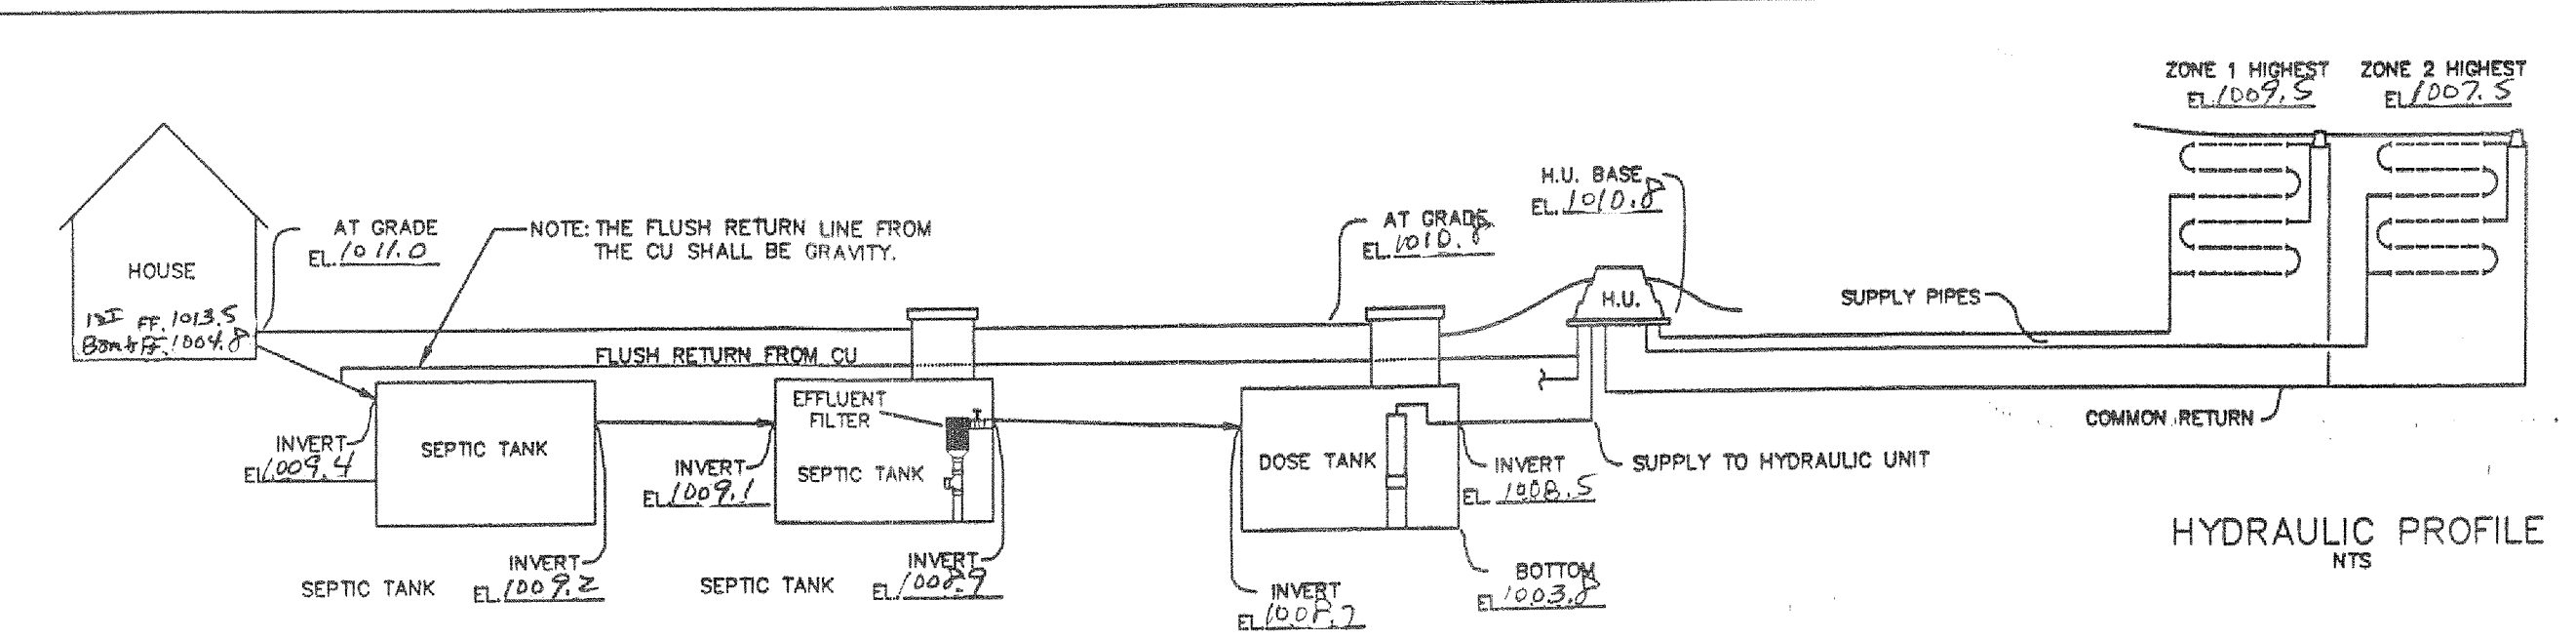 ZONE 1 HIGHEST
EL. 1009.5
ZONE 2 HIGHEST
EL. 1007.5
H.U. BASE
EL. 1010.8
AT GRADE
EL. 1011.0
NOTE: THE FLUSH RETURN LINE FROM
THE CU SHALL BE GRAVITY.
AT GRADE
EL. 1010.8
HOUSE
1st FF. 1013.5
Bsmt FF. 1004.8
H.U.
SUPPLY PIPES
FLUSH RETURN FROM CU
EFFLUENT
FILTER
COMMON RETURN
INVERT
EL. 1009.4
SEPTIC TANK
INVERT
EL. 1009.1
SEPTIC TANK
DOSE TANK
INVERT
EL. 1008.5
SUPPLY TO HYDRAULIC UNIT
SEPTIC TANK
INVERT
EL. 1009.2
SEPTIC TANK
INVERT
EL. 1008.9
INVERT
EL. 1008.7
BOTTOM
EL. 1003.8
HYDRAULIC PROFILE
NTS